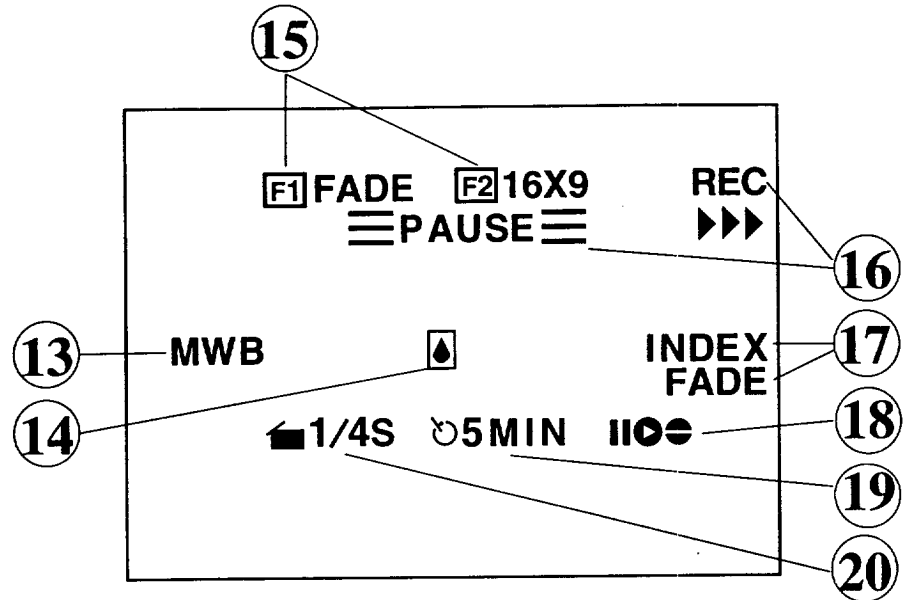 15
F1 FADE F2 16X9 REC
PAUSE
16
13 MWB INDEX 17
FADE
14 1/4S 5MIN 18
19
20